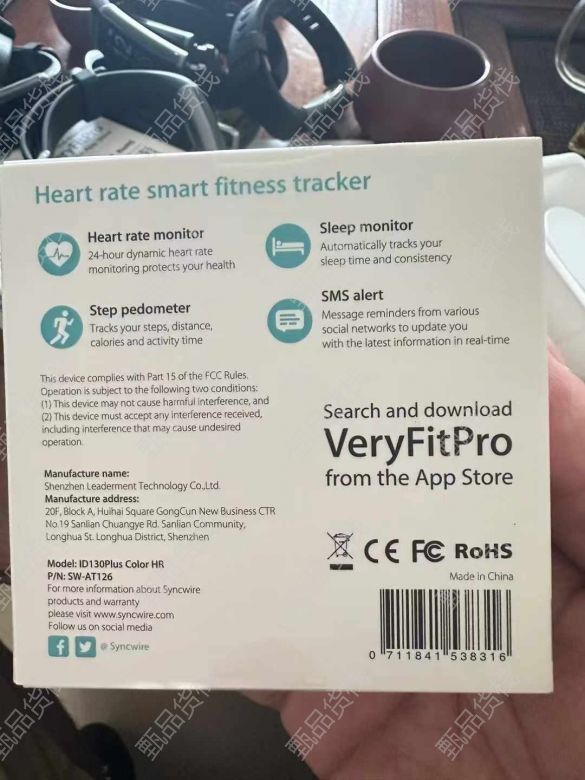 Heart rate smart fitness tracker
Heart rate monitor
24-hour dynamic heart rate
monitoring protects your health
Sleep monitor
Automatically tracks your
sleep time and consistency
Step pedometer
Tracks your steps, distance,
calories and activity time
SMS alert
Message reminders from various
social networks to update you
with the latest information in real-time
This device complies with Part 15 of the FCC Rules.
Operation is subject to the following two conditions:
(1) This device may not cause harmful interference, and
(2) This device must accept any interference received,
including interference that may cause undesired
operation.
Manufacture name:
Shenzhen Leaderment Technology Co.,Ltd.
Manufacture address:
20F, Block A, Huihai Square GongCun New Business CTR
No.19 Sanlian Chuangye Rd. Sanlian Community,
Longhua St. Longhua District, Shenzhen
Model: ID130Plus Color HR
P/N: SW-AT126
For more information about Syncwire
products and warranty
please visit www.syncwire.com
Follow us on social media
@ Syncwire
Search and download
VeryFitPro
from the App Store
CE FC RoHS
Made in China
0 711841 538316
甄品货栈